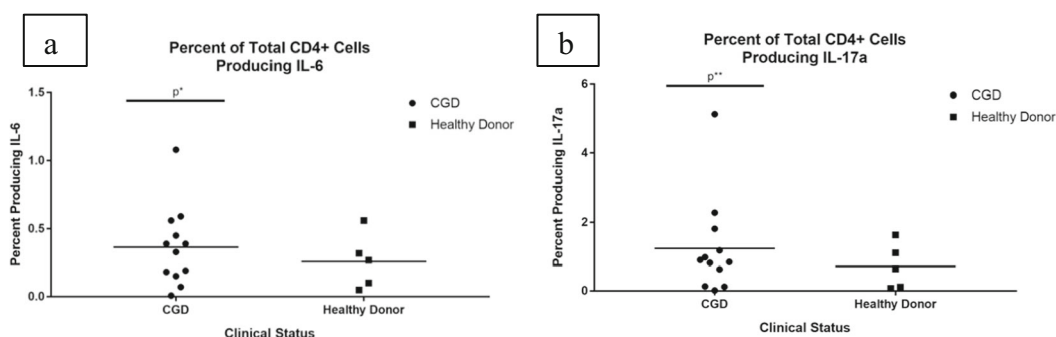 a
Percent of Total CD4+ Cells
Producing IL-6
Percent Producing IL-6
1.5
1.0
0.5
0.0
p*
CGD
Healthy Donor
CGD
Healthy Donor
Clinical Status
b
Percent of Total CD4+ Cells
Producing IL-17a
Percent Producing IL-17a
6
4
2
0
p**
CGD
Healthy Donor
CGD
Healthy Donor
Clinical Status